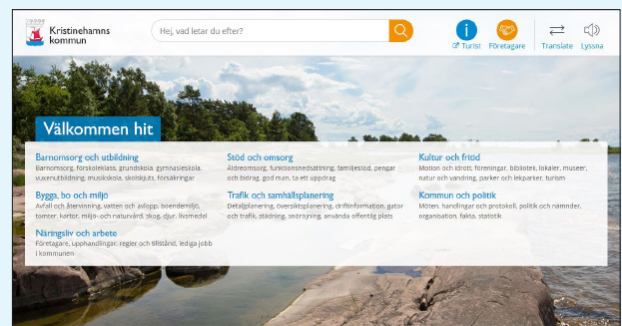 Kristinehamns
kommun
Hej, vad letar du efter?
Turist
Företagare
Translate
Lyssna
Välkommen hit
Barnomsorg och utbildning
Barnomsorg, förskoleklass, grundskola, gymnasieskola,
vuxenutbildning, musikskola, skolskjuts, försäkringar
Stöd och omsorg
Äldreomsorg, funktionsnedsättning, familjestöd, pengar
och bidrag, god man, ta ett uppdrag
Kultur och fritid
Motion och idrott, föreningar, bibliotek, lokaler, museer,
natur och vandring, parker och lekparker, turism
Bygga, bo och miljö
Avfall och återvinning, vatten och avlopp, boendemiljö,
tomter, kartor, miljö- och naturvård, skog, djur, livsmedel
Trafik och samhällsplanering
Detaljplanering, översiktsplanering, driftinformation, gator
och trafik, städning, snöröjning, använda offentlig plats
Kommun och politik
Möten, handlingar och protokoll, politik och nämnder,
organisation, fakta, statistik
Näringsliv och arbete
Företagare, upphandlingar, regler och tillstånd, lediga jobb
i kommunen